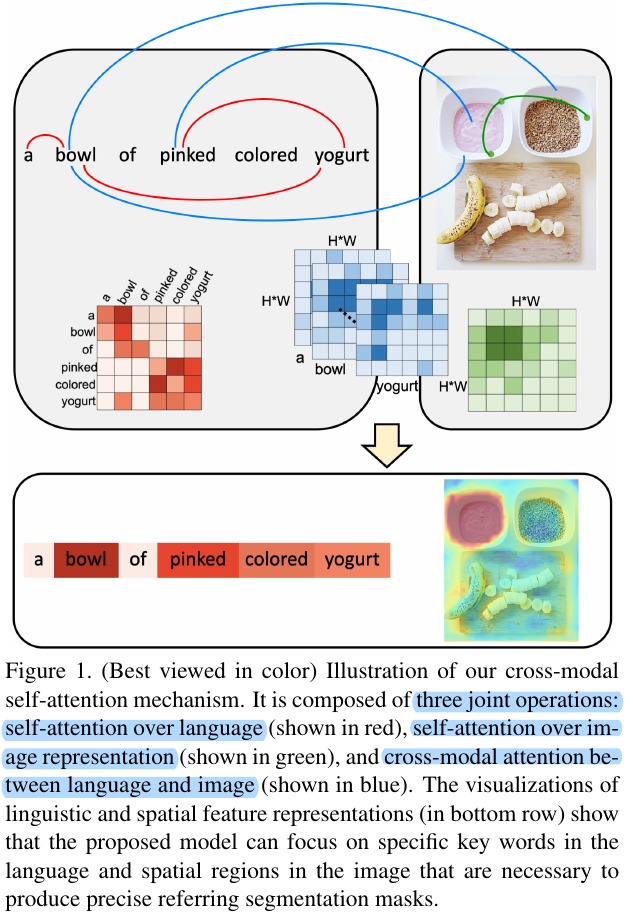 a bowl of pinked colored yogurt
H*W
H*W
a
bowl
yogurt
a bowl of pinked colored yogurt
a
bowl
of
pinked
colored
yogurt
H*W
H*W
a bowl of pinked colored yogurt
Figure 1. (Best viewed in color) Illustration of our cross-modal
self-attention mechanism. It is composed of three joint operations:
self-attention over language (shown in red), self-attention over im-
age representation (shown in green), and cross-modal attention be-
tween language and image (shown in blue). The visualizations of
linguistic and spatial feature representations (in bottom row) show
that the proposed model can focus on specific key words in the
language and spatial regions in the image that are necessary to
produce precise referring segmentation masks.